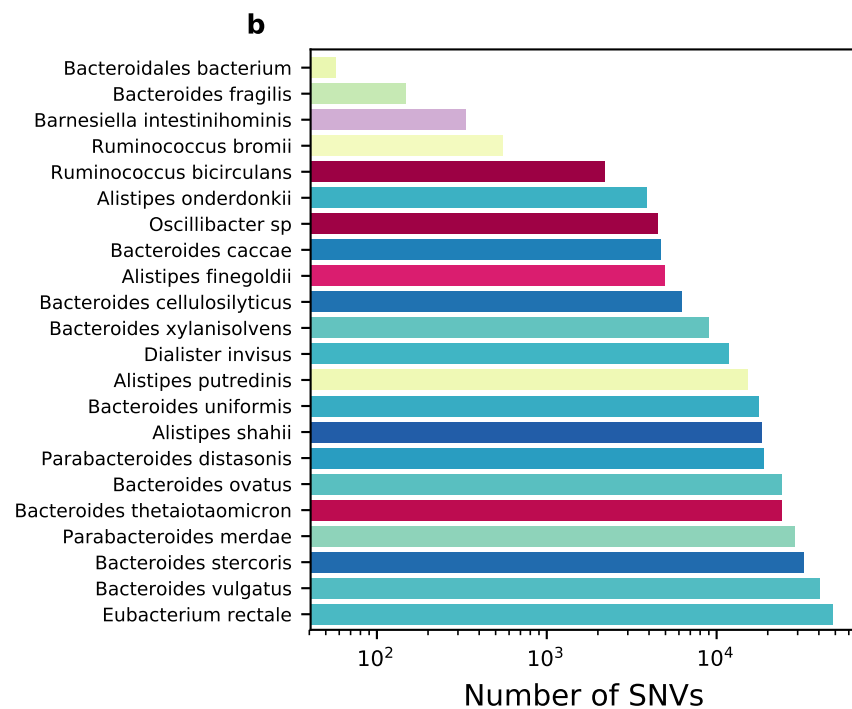 b
Bacteroidales bacterium
Bacteroides fragilis
Barnesiella intestinihominis
Ruminococcus bromii
Ruminococcus bicirculans
Alistipes onderdonkii
Oscillibacter sp
Bacteroides caccae
Alistipes finegoldii
Bacteroides cellulosilyticus
Bacteroides xylanisolvens
Dialister invisus
Alistipes putredinis
Bacteroides uniformis
Alistipes shahii
Parabacteroides distasonis
Bacteroides ovatus
Bacteroides thetaiotaomicron
Parabacteroides merdae
Bacteroides stercoris
Bacteroides vulgatus
Eubacterium rectale
10² 10³ 10⁴
Number of SNVs